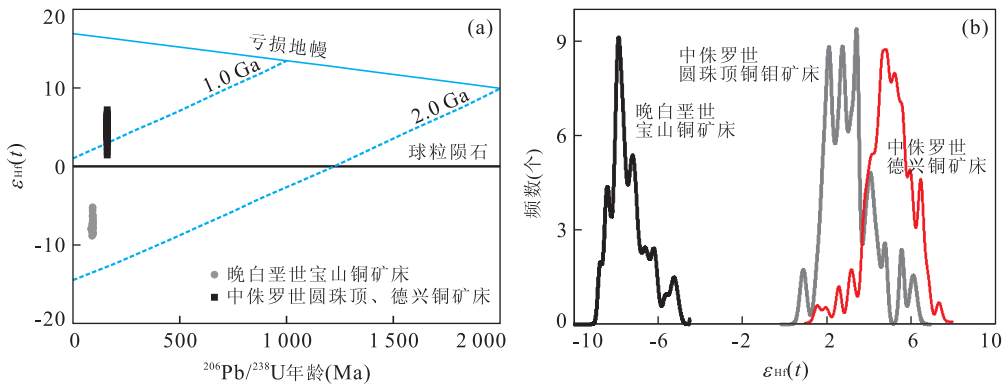 (a)
亏损地幔
1.0 Ga
2.0 Ga
球粒陨石
晚白垩世宝山铜矿床
中侏罗世圆珠顶、德兴铜矿床
20
10
0
-10
-20
εHf(t)
0
500
1 000
1 500
2 000
²⁰⁶Pb/²³⁸U年龄(Ma)
(b)
中侏罗世
圆珠顶铜钼矿床
晚白垩世
宝山铜矿床
中侏罗世
德兴铜矿床
9
6
3
0
频数(个)
-10
-6
-2
2
6
10
εHf(t)